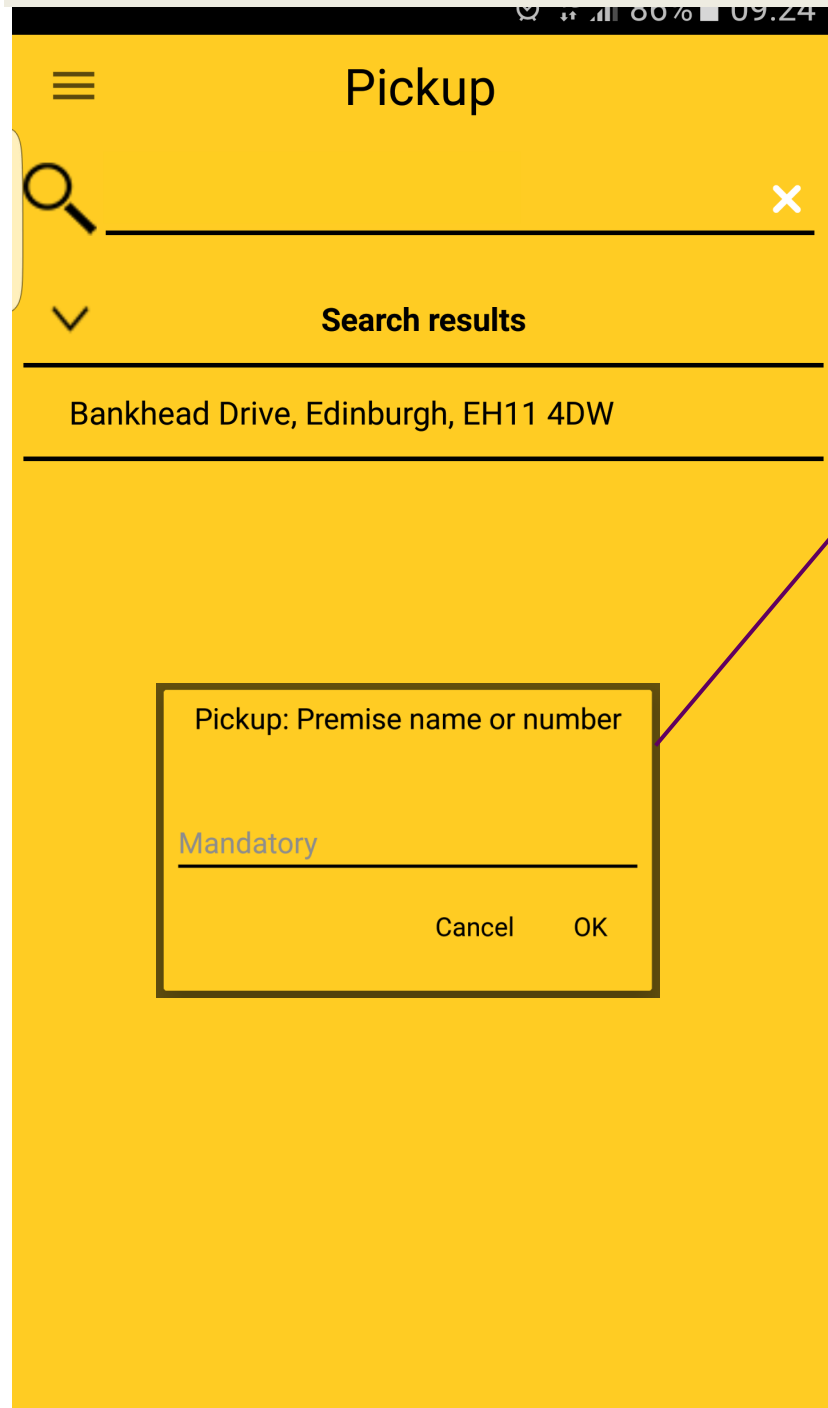 86% 09.24
Pickup
Search results
Bankhead Drive, Edinburgh, EH11 4DW
Pickup: Premise name or number
Mandatory
Cancel OK